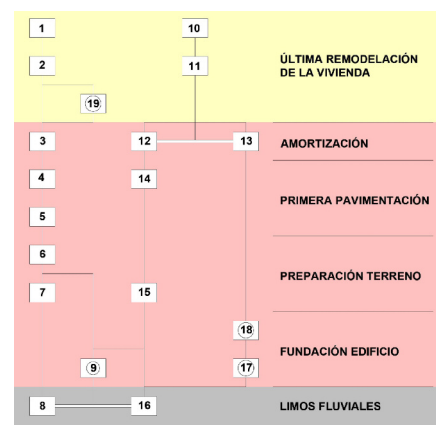 1 10
2 11 ÚLTIMA REMODELACIÓN
DE LA VIVIENDA
19
3 12 13 AMORTIZACIÓN
4 14
PRIMERA PAVIMENTACIÓN
5
6
PREPARACIÓN TERRENO
7 15
18
FUNDACIÓN EDIFICIO
9 17
8 16 LIMOS FLUVIALES